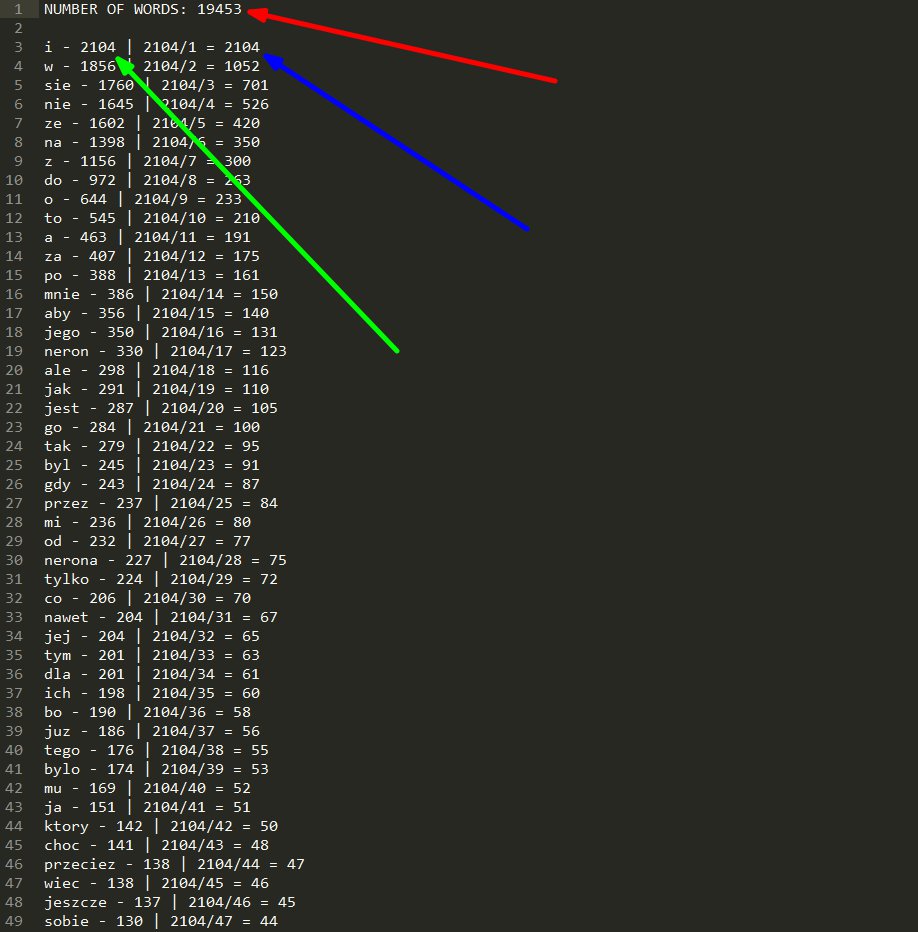 1 NUMBER OF WORDS: 19453
2
3 i - 2104 | 2104/1 = 2104
4 w - 1856 | 2104/2 = 1052
5 sie - 1760 | 2104/3 = 701
6 nie - 1645 | 2104/4 = 526
7 ze - 1602 | 2104/5 = 420
8 na - 1398 | 2104/6 = 350
9 z - 1156 | 2104/7 = 300
10 do - 972 | 2104/8 = 263
11 o - 644 | 2104/9 = 233
12 to - 545 | 2104/10 = 210
13 a - 463 | 2104/11 = 191
14 za - 407 | 2104/12 = 175
15 po - 388 | 2104/13 = 161
16 mnie - 386 | 2104/14 = 150
17 aby - 356 | 2104/15 = 140
18 jego - 350 | 2104/16 = 131
19 neron - 330 | 2104/17 = 123
20 ale - 298 | 2104/18 = 116
21 jak - 291 | 2104/19 = 110
22 jest - 287 | 2104/20 = 105
23 go - 284 | 2104/21 = 100
24 tak - 279 | 2104/22 = 95
25 byl - 245 | 2104/23 = 91
26 gdy - 243 | 2104/24 = 87
27 przez - 237 | 2104/25 = 84
28 mi - 236 | 2104/26 = 80
29 od - 232 | 2104/27 = 77
30 nerona - 227 | 2104/28 = 75
31 tylko - 224 | 2104/29 = 72
32 co - 206 | 2104/30 = 70
33 nawet - 204 | 2104/31 = 67
34 jej - 204 | 2104/32 = 65
35 tym - 201 | 2104/33 = 63
36 dla - 201 | 2104/34 = 61
37 ich - 198 | 2104/35 = 60
38 bo - 190 | 2104/36 = 58
39 juz - 186 | 2104/37 = 56
40 tego - 176 | 2104/38 = 55
41 bylo - 174 | 2104/39 = 53
42 mu - 169 | 2104/40 = 52
43 ja - 151 | 2104/41 = 51
44 ktory - 142 | 2104/42 = 50
45 choc - 141 | 2104/43 = 48
46 przeciez - 138 | 2104/44 = 47
47 wiec - 138 | 2104/45 = 46
48 jeszcze - 137 | 2104/46 = 45
49 sobie - 130 | 2104/47 = 44